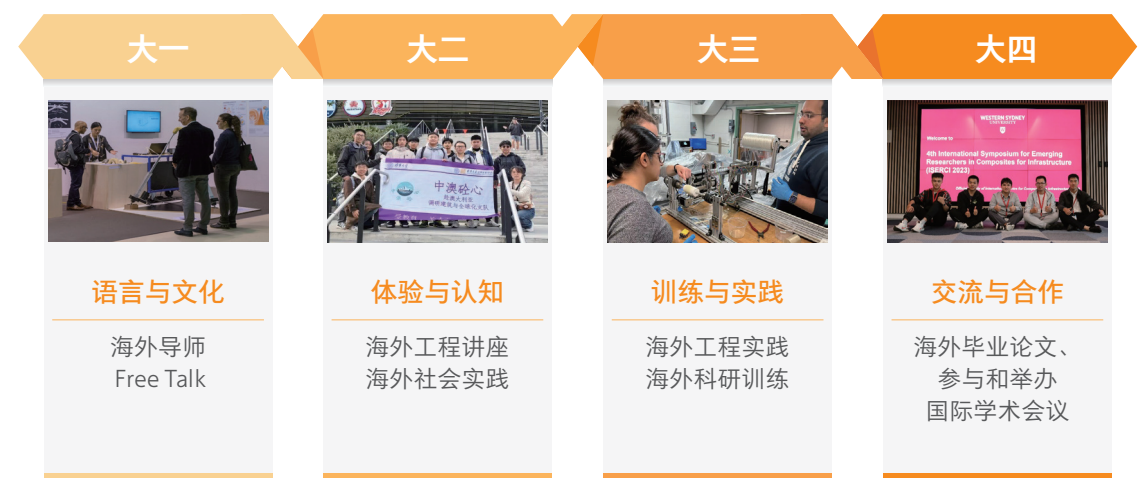 大一
大二
大三
大四
中澳砼心
WESTERN SYDNEY
UNIVERSITY
Welcome to
4th International Symposium for Emerging
Researchers in Composites for Infrastructure
(ISERCI 2023)
语言与文化
海外导师
Free Talk
体验与认知
海外工程讲座
海外社会实践
训练与实践
海外工程实践
海外科研训练
交流与合作
海外毕业论文、
参与和举办
国际学术会议